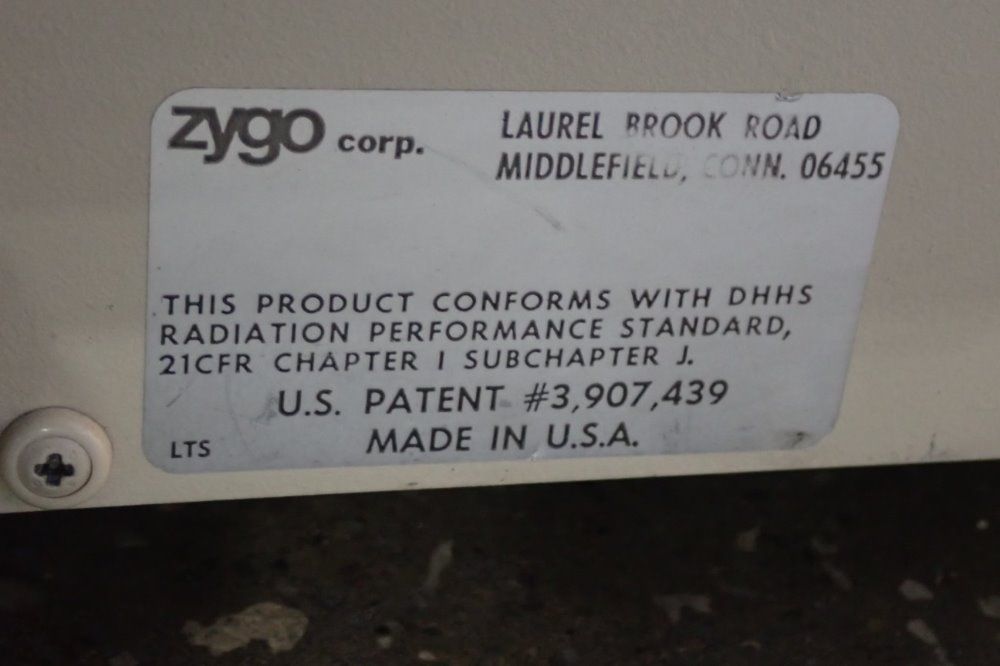 zygo corp.
LAUREL BROOK ROAD
MIDDLEFIELD, CONN. 06455
THIS PRODUCT CONFORMS WITH DHHS
RADIATION PERFORMANCE STANDARD,
21CFR CHAPTER I SUBCHAPTER J.
U.S. PATENT #3,907,439
LTS
MADE IN U.S.A.